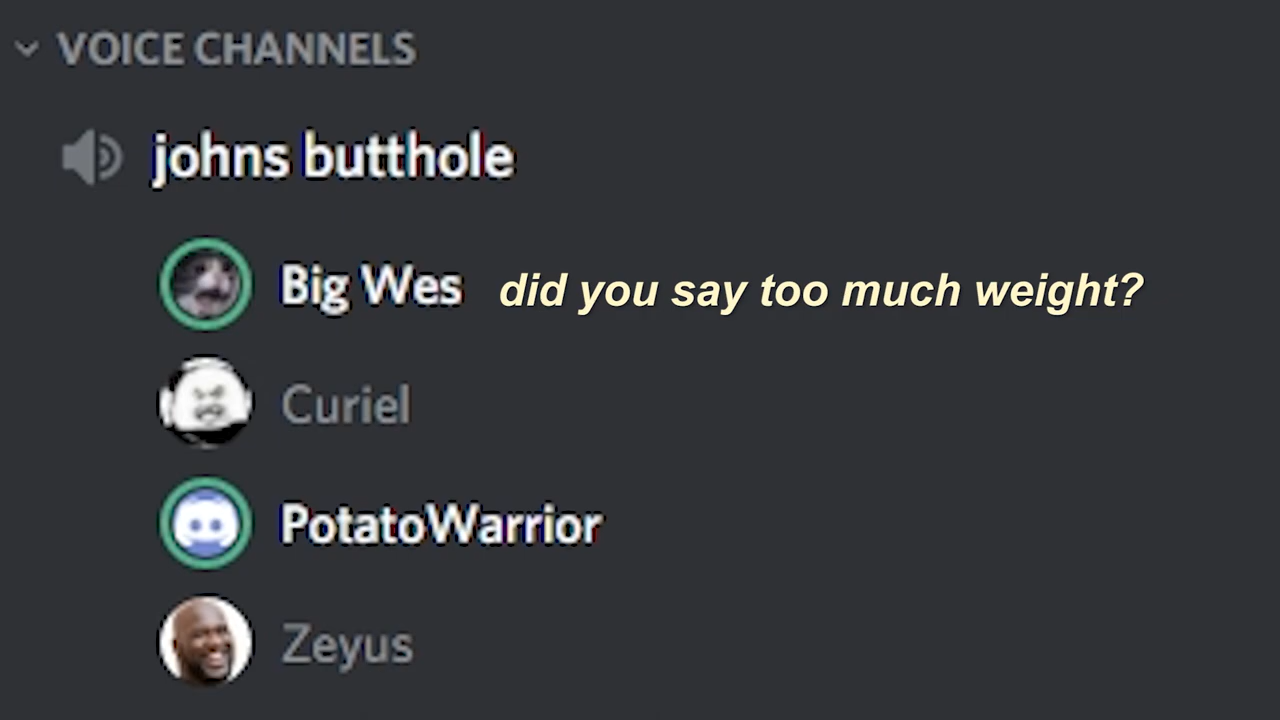 VOICE CHANNELS
johns butthole
Big Wes did you say too much weight?
Curiel
PotatoWarrior
Zeyus